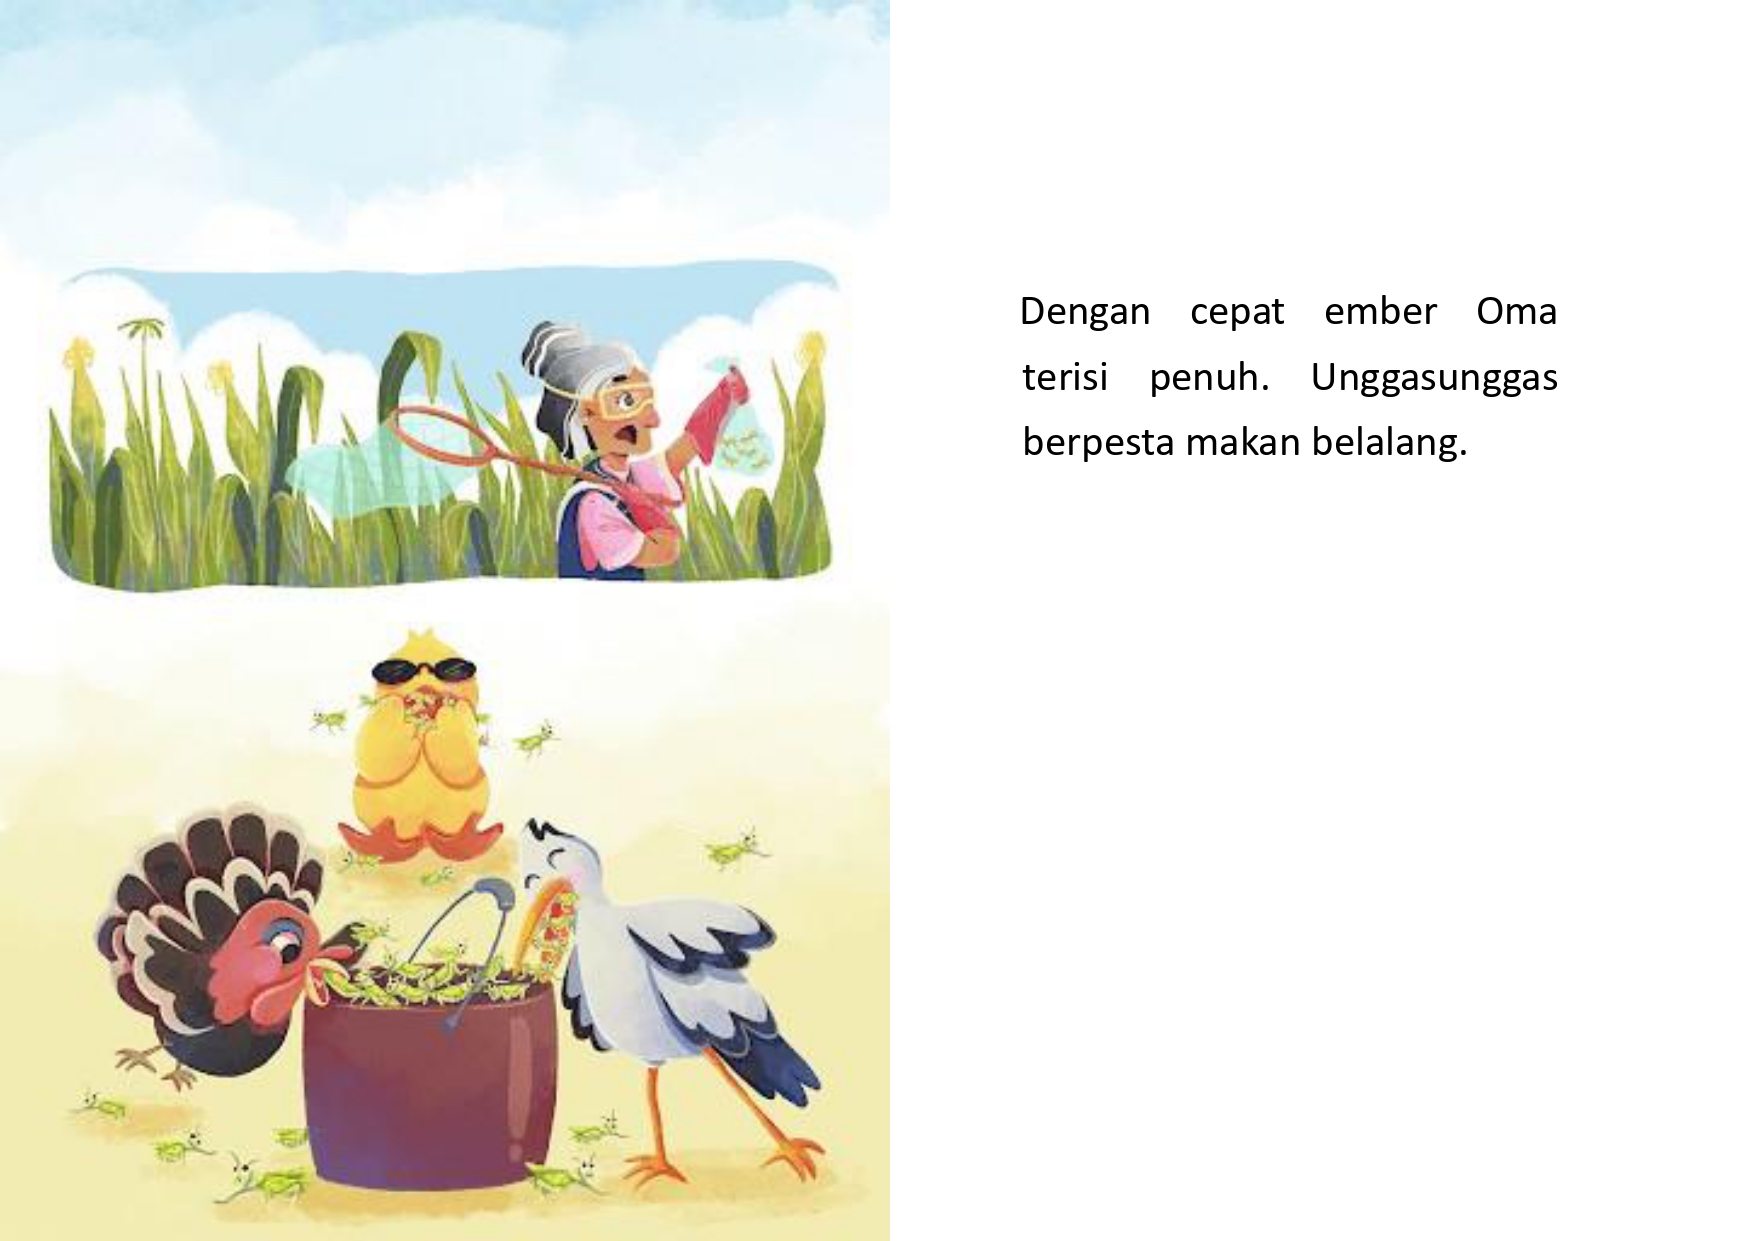 Dengan cepat ember Oma
terisi penuh. Unggasunggas
berpesta makan belalang.